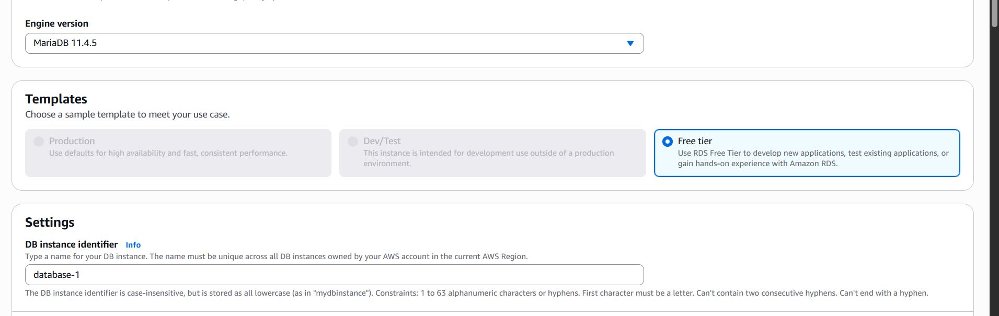 Engine version
MariaDB 11.4.5
Templates
Choose a sample template to meet your use case.
Production
Use defaults for high availability and fast, consistent performance.
Dev/Test
This instance is intended for development use outside of a production
environment.
Free tier
Use RDS Free Tier to develop new applications, test existing applications, or
gain hands-on experience with Amazon RDS.
Settings
DB instance identifier Info
Type a name for your DB instance. The name must be unique across all DB instances owned by your AWS account in the current AWS Region.
database-1
The DB instance identifier is case-insensitive, but is stored as all lowercase (as in "mydbinstance"). Constraints: 1 to 63 alphanumeric characters or hyphens. First character must be a letter. Can't contain two consecutive hyphens. Can't end with a hyphen.